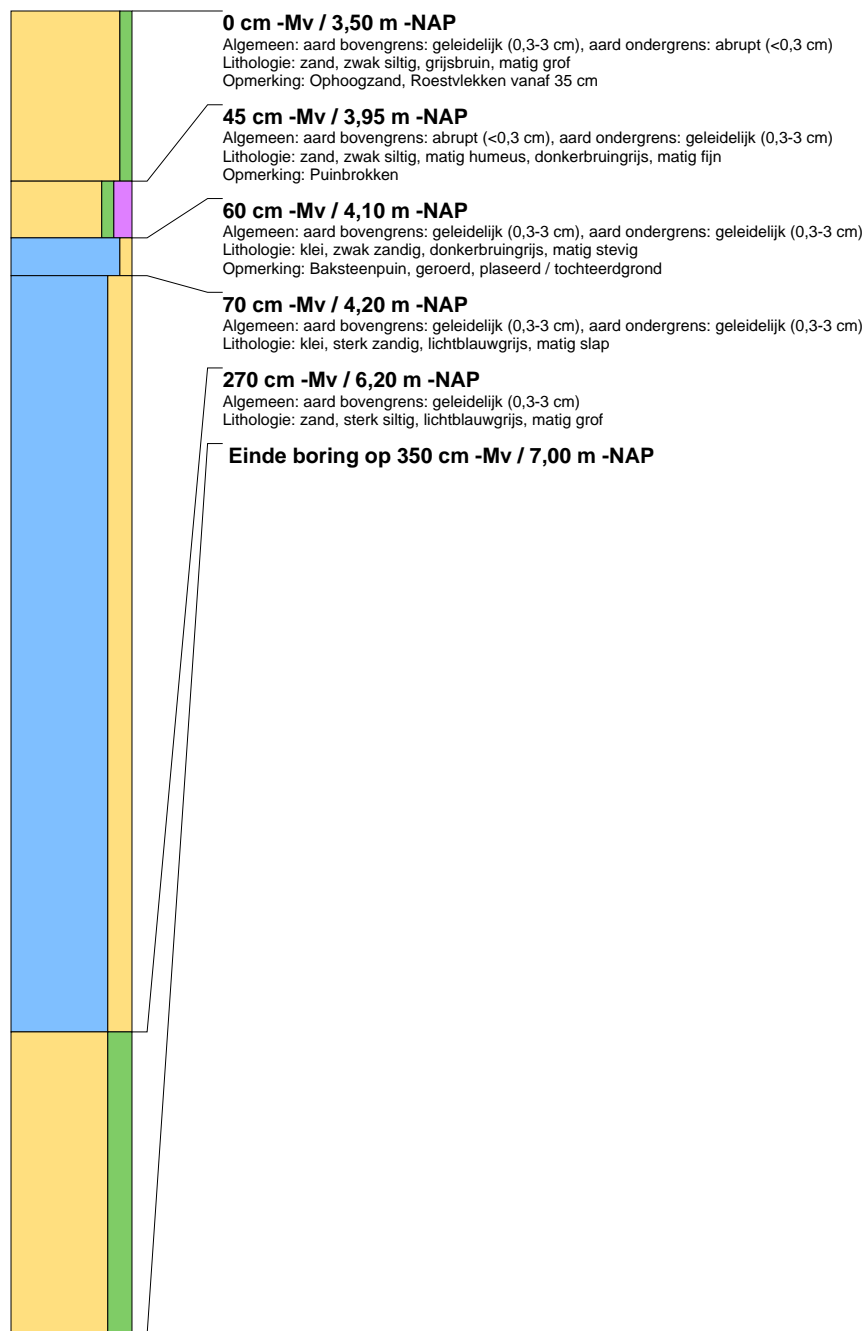 0 cm -Mv / 3,50 m -NAP
Algemeen: aard bovengrens: geleidelijk (0,3-3 cm), aard ondergrens: abrupt (<0,3 cm)
Lithologie: zand, zwak siltig, grijsbruin, matig grof
Opmerking: Ophoogzand, Roestvlekken vanaf 35 cm
45 cm -Mv / 3,95 m -NAP
Algemeen: aard bovengrens: abrupt (<0,3 cm), aard ondergrens: geleidelijk (0,3-3 cm)
Lithologie: zand, zwak siltig, matig humeus, donkerbruingrijs, matig fijn
Opmerking: Puinbrokken
60 cm -Mv / 4,10 m -NAP
Algemeen: aard bovengrens: geleidelijk (0,3-3 cm), aard ondergrens: geleidelijk (0,3-3 cm)
Lithologie: klei, zwak zandig, donkerbruingrijs, matig stevig
Opmerking: Baksteenpuin, geroerd, plaseerd / tochteerdgrond
70 cm -Mv / 4,20 m -NAP
Algemeen: aard bovengrens: geleidelijk (0,3-3 cm), aard ondergrens: geleidelijk (0,3-3 cm)
Lithologie: klei, sterk zandig, lichtblauwgrijs, matig slap
270 cm -Mv / 6,20 m -NAP
Algemeen: aard bovengrens: geleidelijk (0,3-3 cm)
Lithologie: zand, sterk siltig, lichtblauwgrijs, matig grof
Einde boring op 350 cm -Mv / 7,00 m -NAP